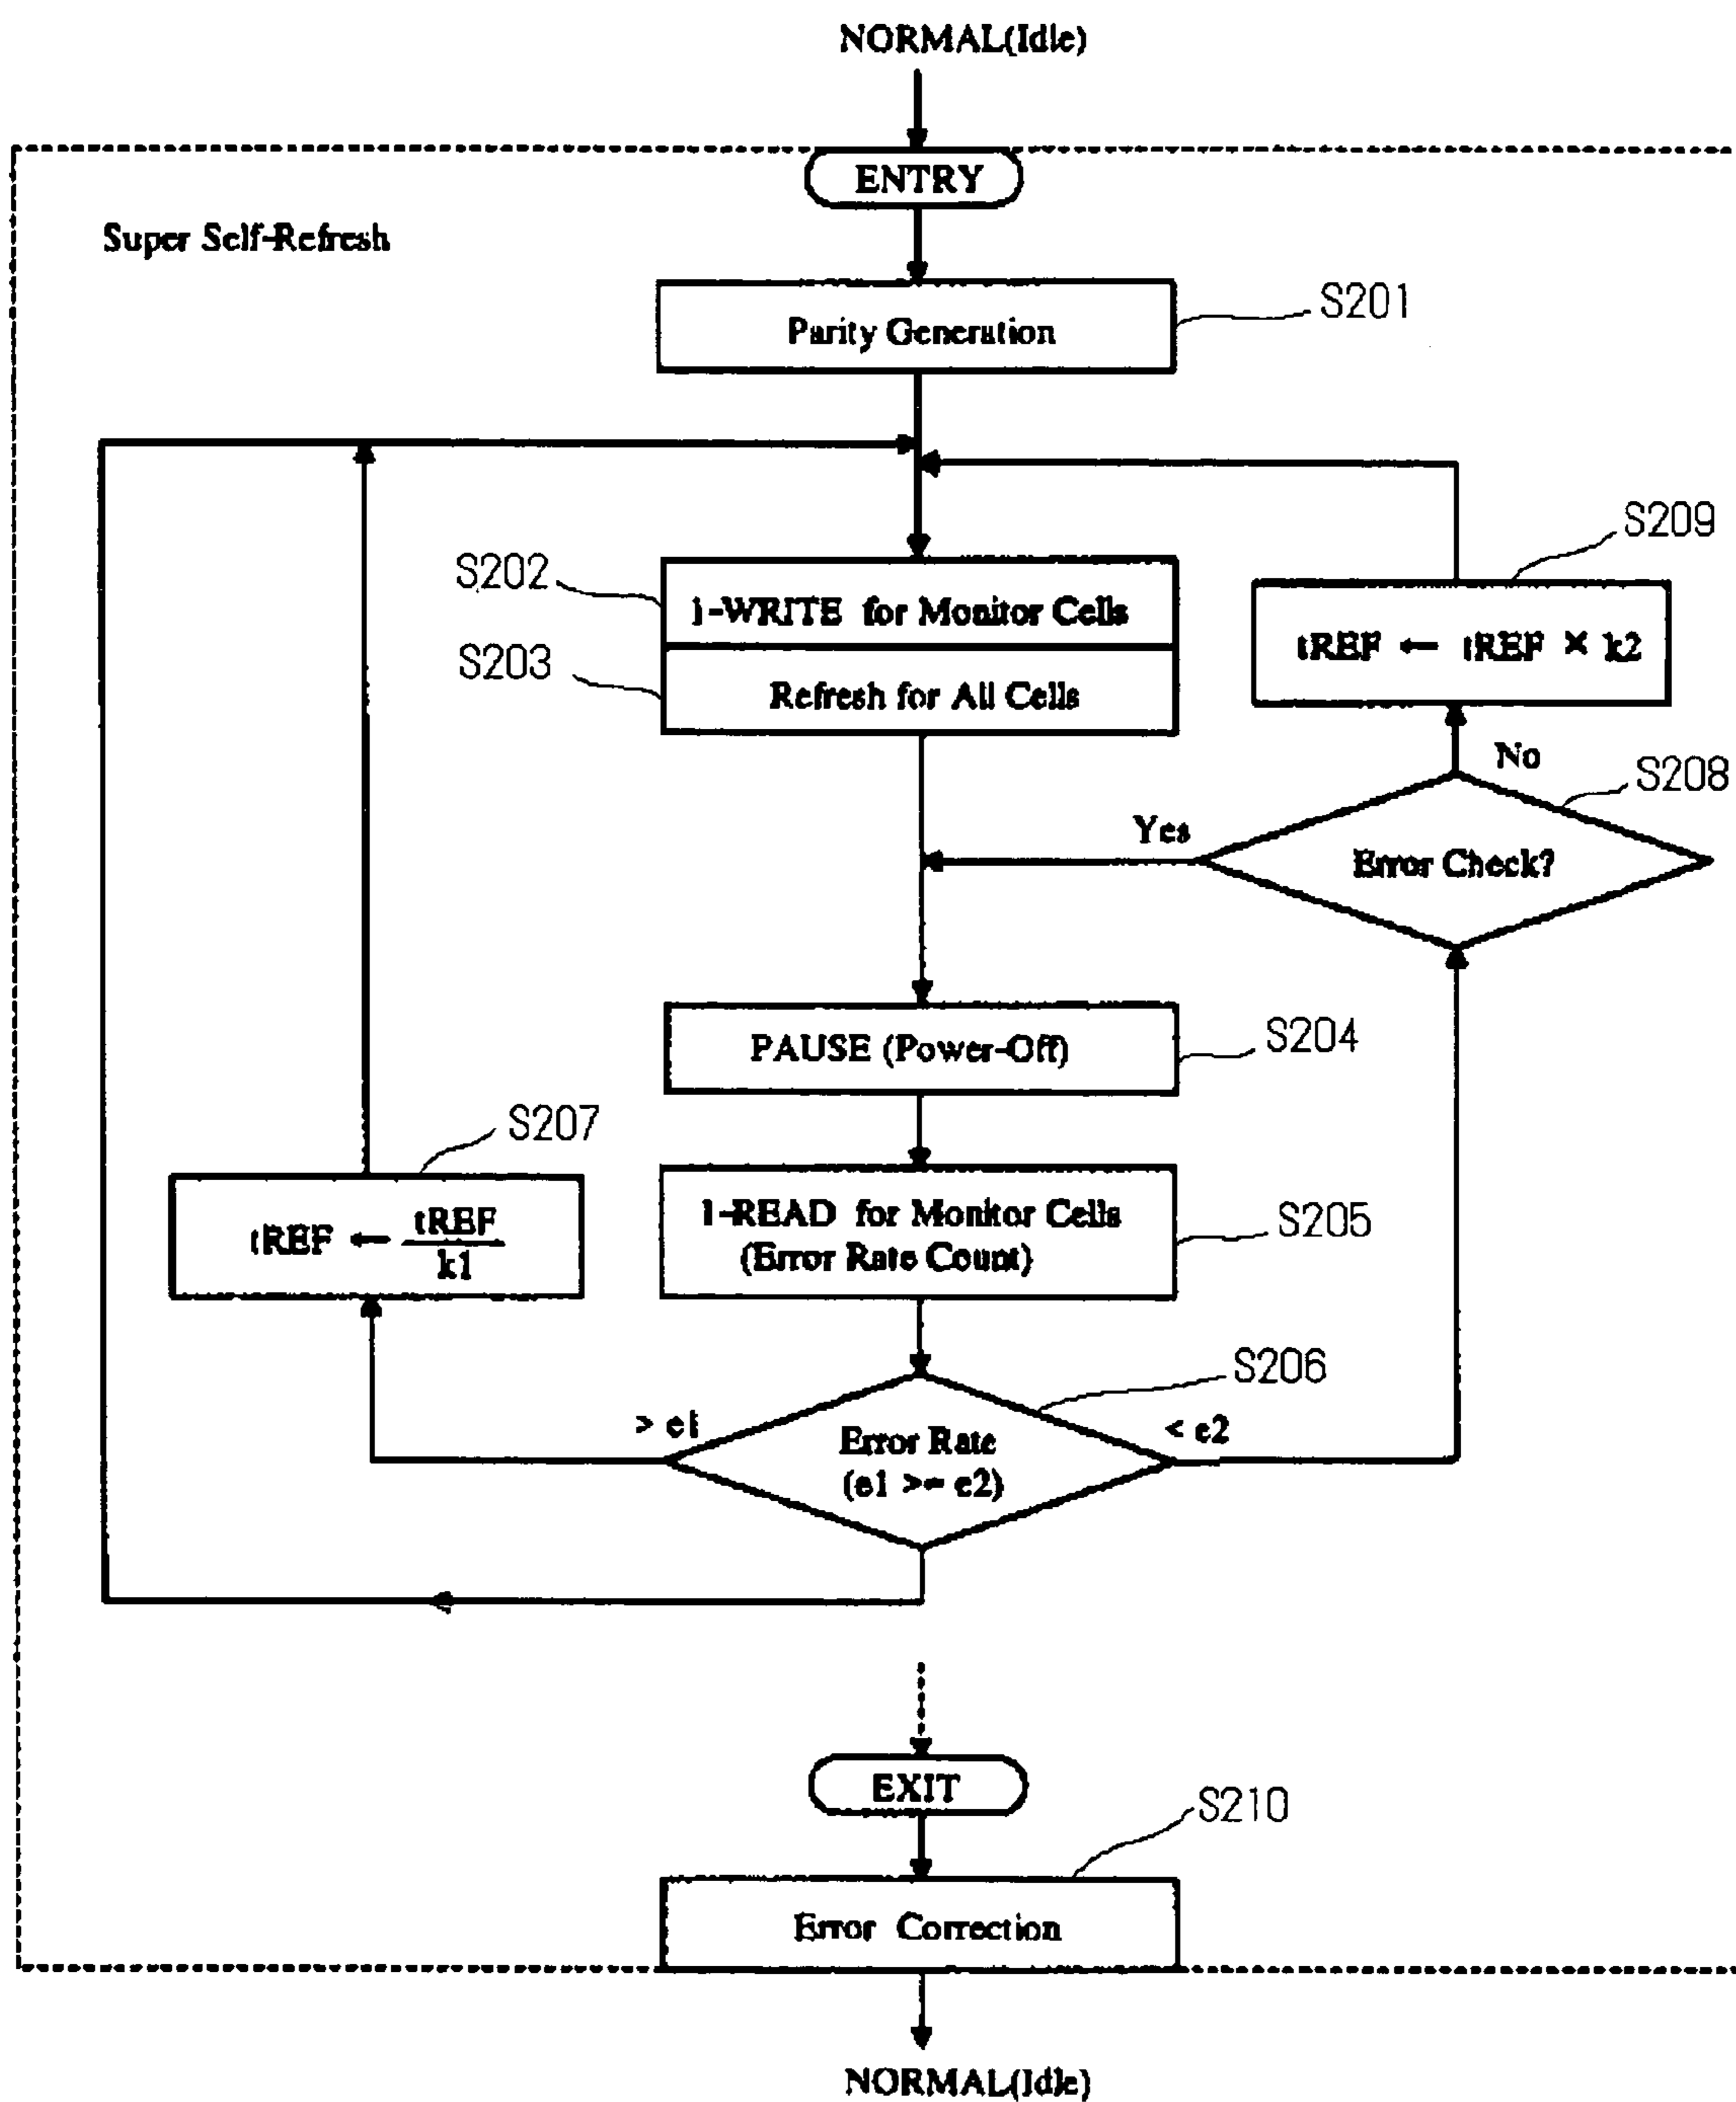 NORMAL(Idle)
ENTRY
Super Self-Refresh
Parity Generation
S201
S202
1-WRITE for Monitor Cells
S203
Refresh for All Cells
S209
tREF ← tREF × k2
No
S208
Yes
Error Check?
PAUSE (Power-Off)
S204
S207
tREF ← tREF
k1
1-READ for Monitor Cells
(Error Rate Count)
S205
S206
> e1
< e2
Error Rate
(e1 >= e2)
EXIT
S210
Error Correction
NORMAL(Idle)